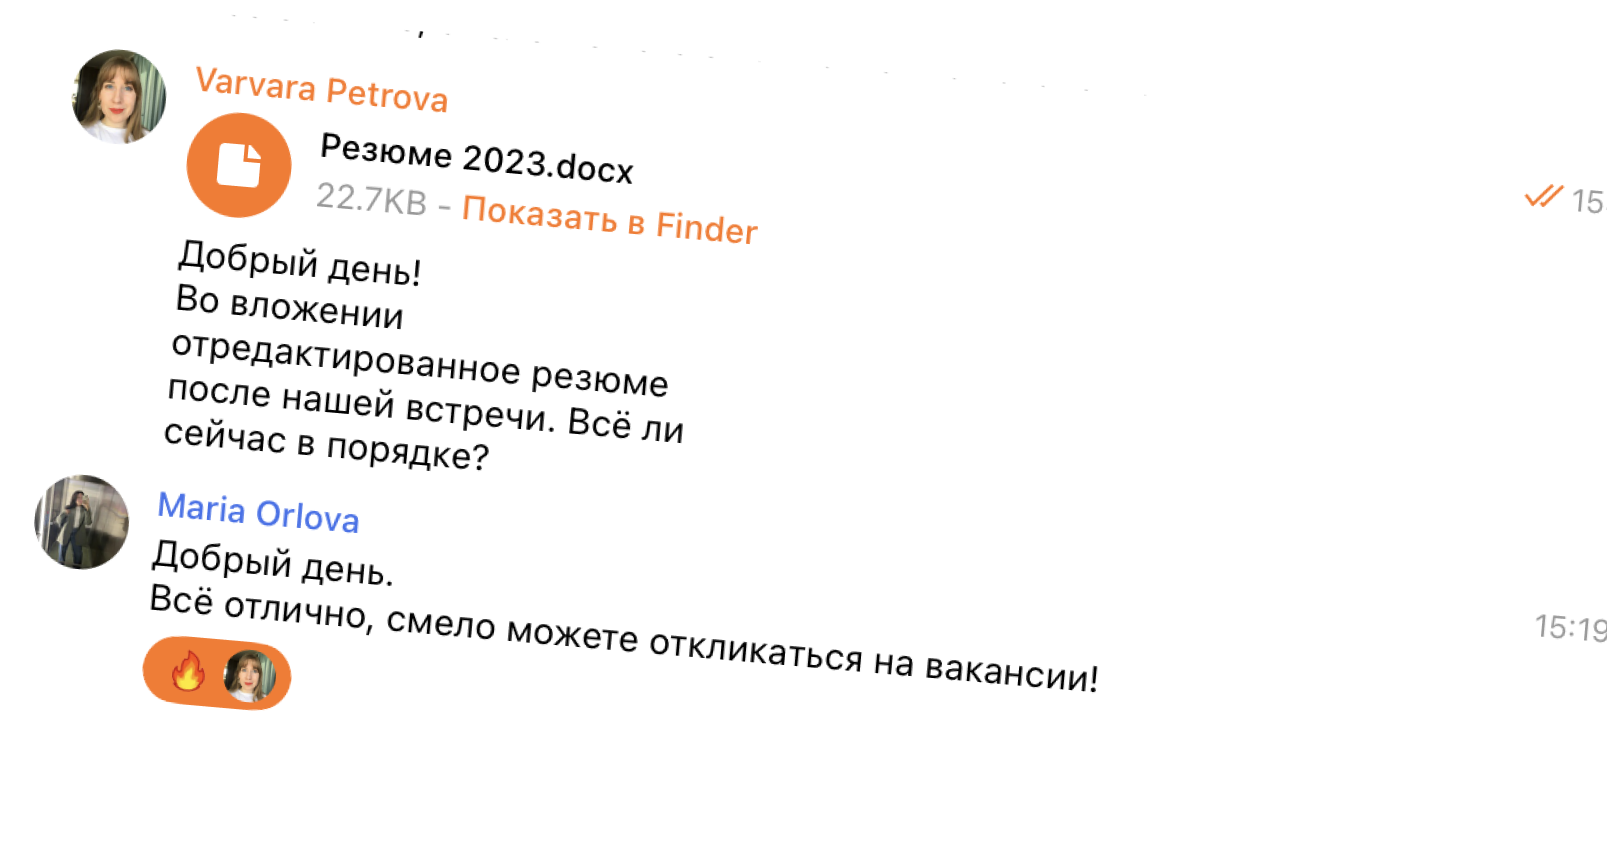 Varvara Petrova
Резюме 2023.docx
22.7KB - Показать в Finder
15
Добрый день!
Во вложении
отредактированное резюме
после нашей встречи. Всё ли
сейчас в порядке?
Maria Orlova
Добрый день.
Всё отлично, смело можете откликаться на вакансии!
15:19